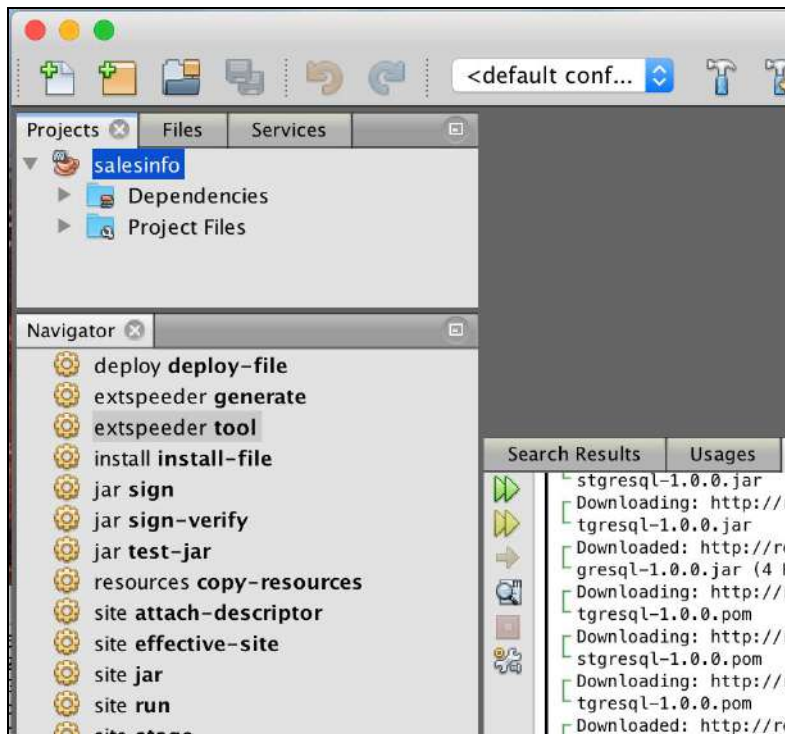 <default conf...
Projects Files Services
salesinfo
Dependencies
Project Files
Navigator
deploy deploy-file
extspeeder generate
extspeeder tool
install install-file
jar sign
jar sign-verify
jar test-jar
resources copy-resources
site attach-descriptor
site effective-site
site jar
site run
site stage
Search Results Usages
stgresql-1.0.0.jar
Downloading: http://
tgresql-1.0.0.jar
Downloaded: http://re
gresql-1.0.0.jar (4
Downloading: http://
tgresql-1.0.0.pom
Downloading: http://
stgresql-1.0.0.pom
Downloading: http://
tgresql-1.0.0.pom
Downloaded: http://re